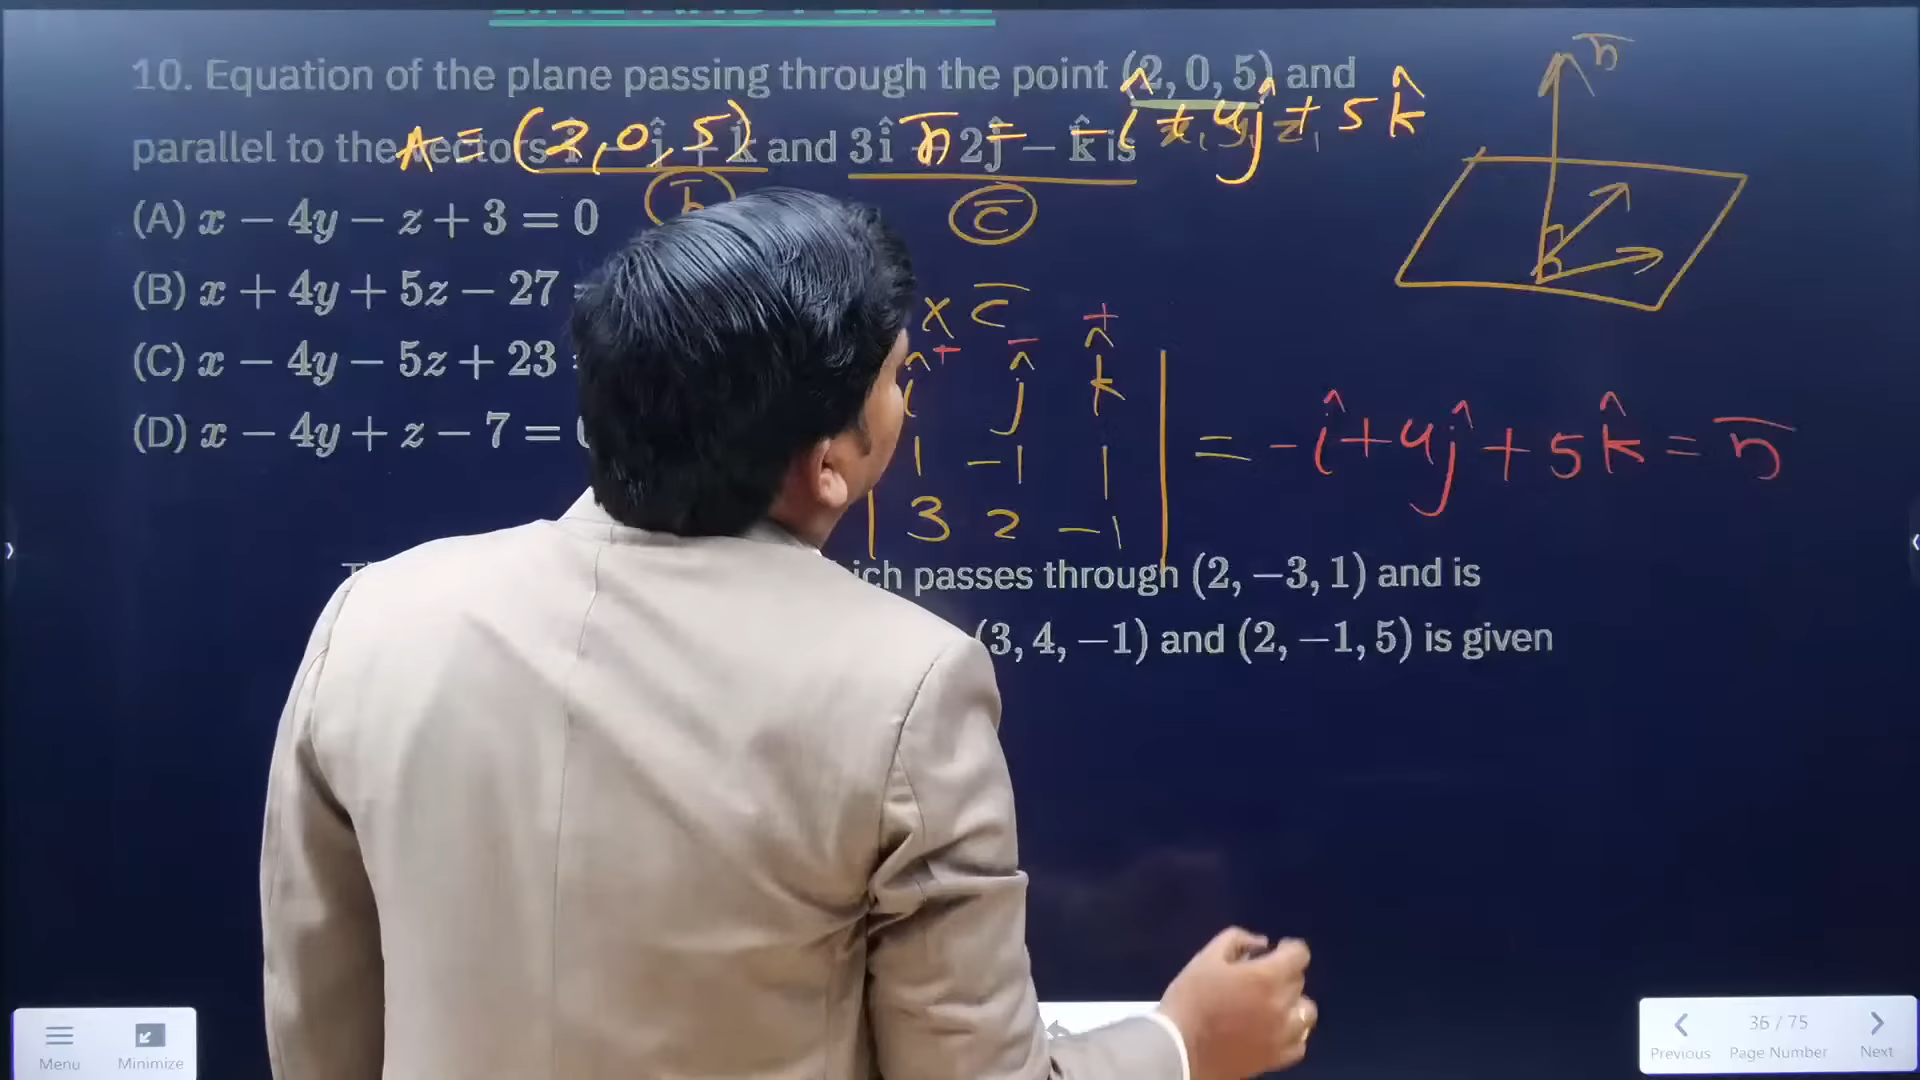 10. Equation of the plane passing through the point (2, 0, 5) and
parallel to the vectors î − ĵ + k̂ and 3î + 2ĵ − k̂ is
A ≡ (2, 0, 5)
n̄ = −î + 4ĵ + 5k̂
x₁ y₁ z₁
b̄
c̄
n̄
(A) x − 4y − z + 3 = 0
(B) x + 4y + 5z − 27
(C) x − 4y − 5z + 23
(D) x − 4y + z − 7 =
× c̄
+ − +
î ĵ k̂
1 −1 1
3 2 −1
= −î + 4ĵ + 5k̂ = n̄
passes through (2, −3, 1) and is
(3, 4, −1) and (2, −1, 5) is given
Menu
Minimize
36 / 75
Previous Page Number Next